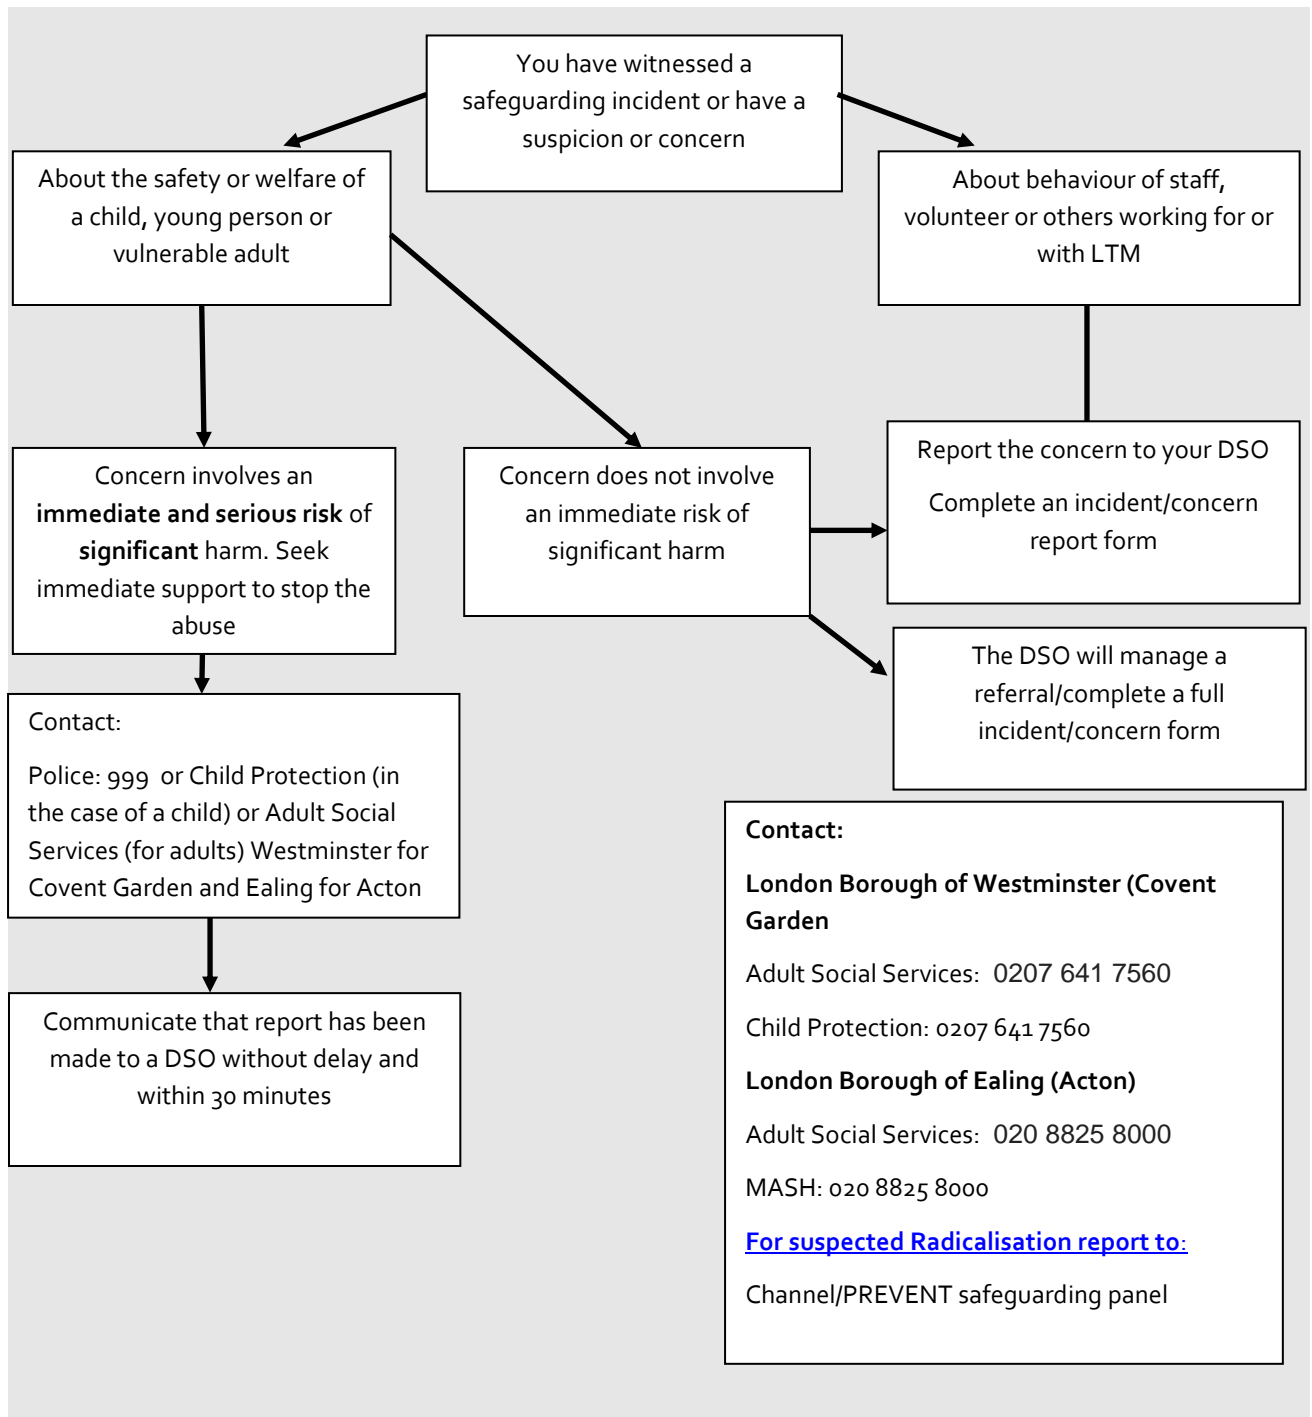 You have witnessed a
safeguarding incident or have a
suspicion or concern
About the safety or welfare of
a child, young person or
vulnerable adult
About behaviour of staff,
volunteer or others working for or
with LTM
Concern involves an
immediate and serious risk of
significant harm. Seek
immediate support to stop the
abuse
Concern does not involve
an immediate risk of
significant harm
Report the concern to your DSO
Complete an incident/concern
report form
The DSO will manage a
referral/complete a full
incident/concern form
Contact:
Police: 999 or Child Protection (in
the case of a child) or Adult Social
Services (for adults) Westminster for
Covent Garden and Ealing for Acton
Communicate that report has been
made to a DSO without delay and
within 30 minutes
Contact:
London Borough of Westminster (Covent
Garden
Adult Social Services: 0207 641 7560
Child Protection: 0207 641 7560
London Borough of Ealing (Acton)
Adult Social Services: 020 8825 8000
MASH: 020 8825 8000
For suspected Radicalisation report to:
Channel/PREVENT safeguarding panel